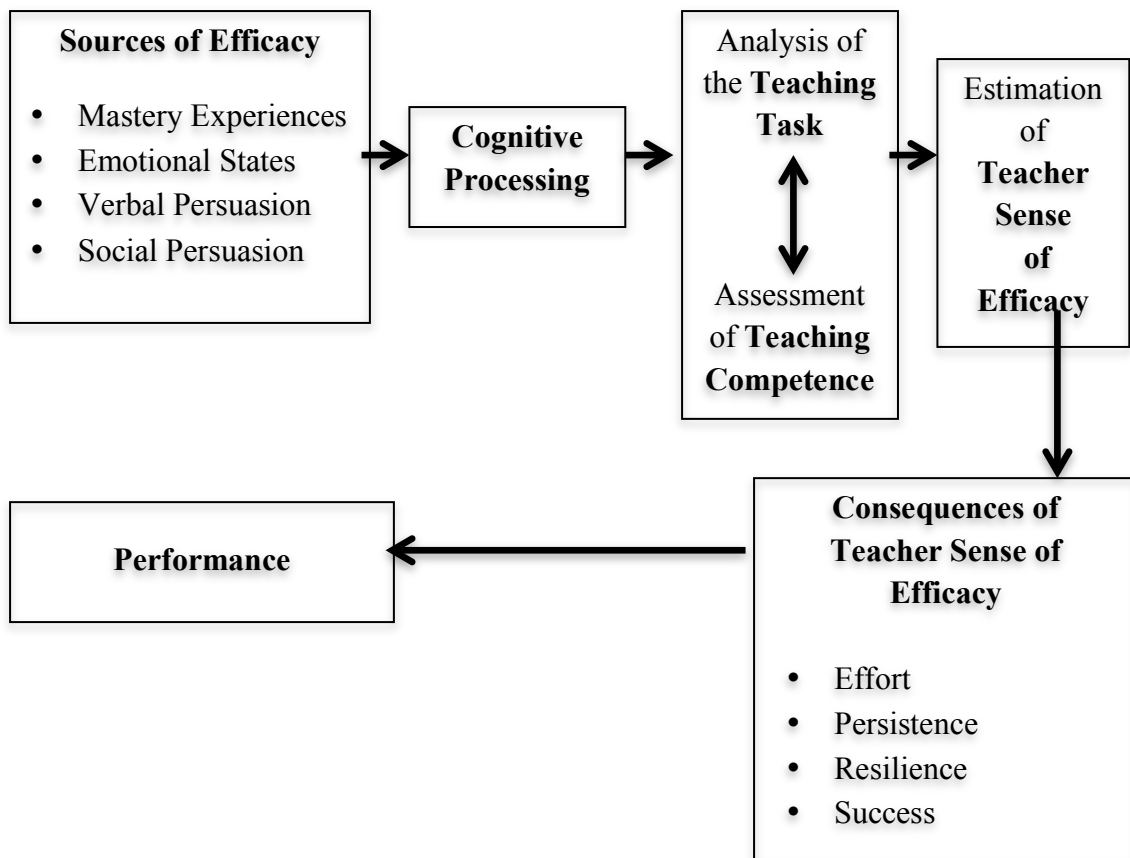 Sources of Efficacy
• Mastery Experiences
• Emotional States
• Verbal Persuasion
• Social Persuasion
Cognitive
Processing
Analysis of
the Teaching
Task
Assessment
of Teaching
Competence
Estimation
of
Teacher
Sense
of
Efficacy
Consequences of
Teacher Sense of
Efficacy
• Effort
• Persistence
• Resilience
• Success
Performance